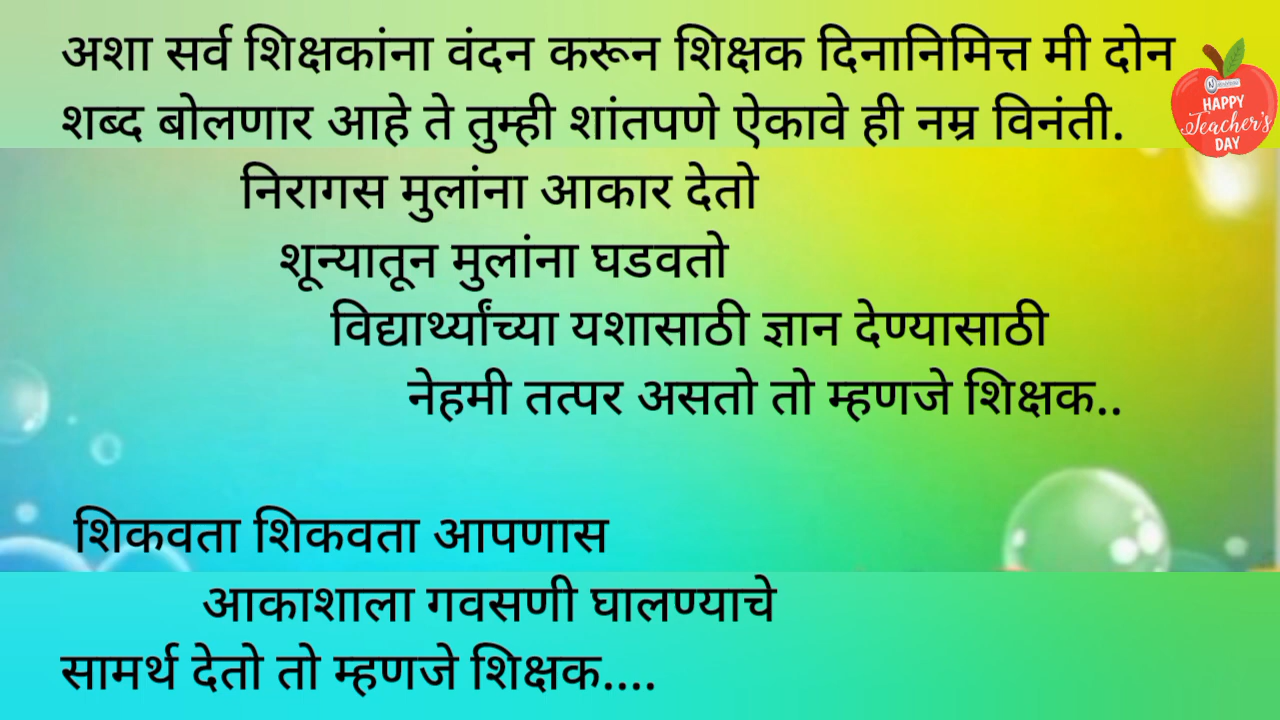 अशा सर्व शिक्षकांना वंदन करून शिक्षक दिनानिमित्त मी दोन
शब्द बोलणार आहे ते तुम्ही शांतपणे ऐकावे ही नम्र विनंती.
निरागस मुलांना आकार देतो
शून्यातून मुलांना घडवतो
विद्यार्थ्यांच्या यशासाठी ज्ञान देण्यासाठी
नेहमी तत्पर असतो तो म्हणजे शिक्षक..
शिकवता शिकवता आपणास
आकाशाला गवसणी घालण्याचे
सामर्थ देतो तो म्हणजे शिक्षक....
HAPPY
Teacher's
DAY